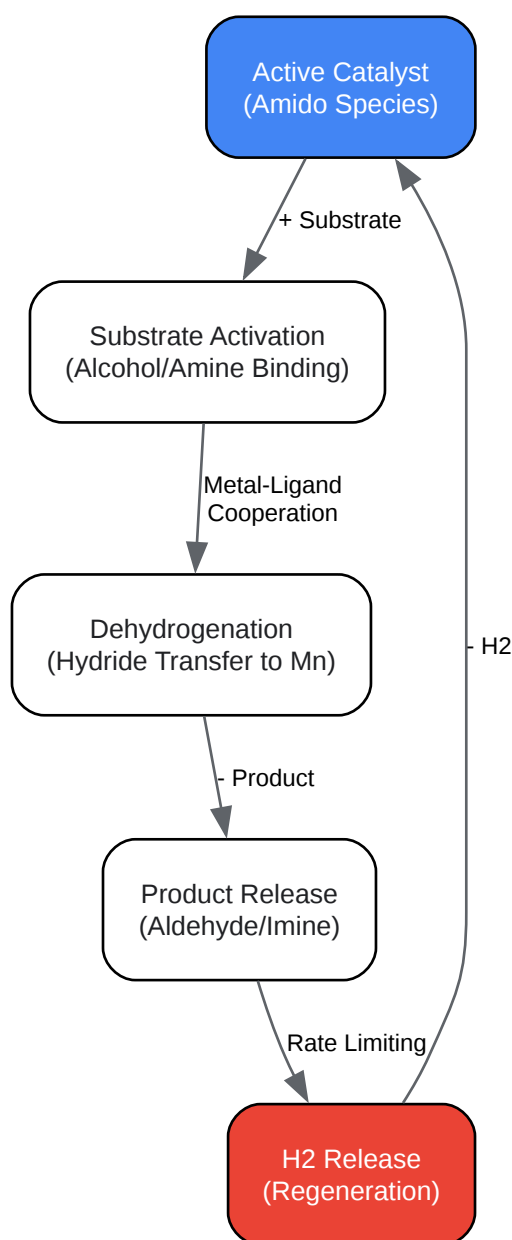 Active Catalyst
(Amido Species)
+ Substrate
Substrate Activation
(Alcohol/Amine Binding)
Metal-Ligand
Cooperation
Dehydrogenation
(Hydride Transfer to Mn)
- H2
- Product
Product Release
(Aldehyde/Imine)
Rate Limiting
H2 Release
(Regeneration)